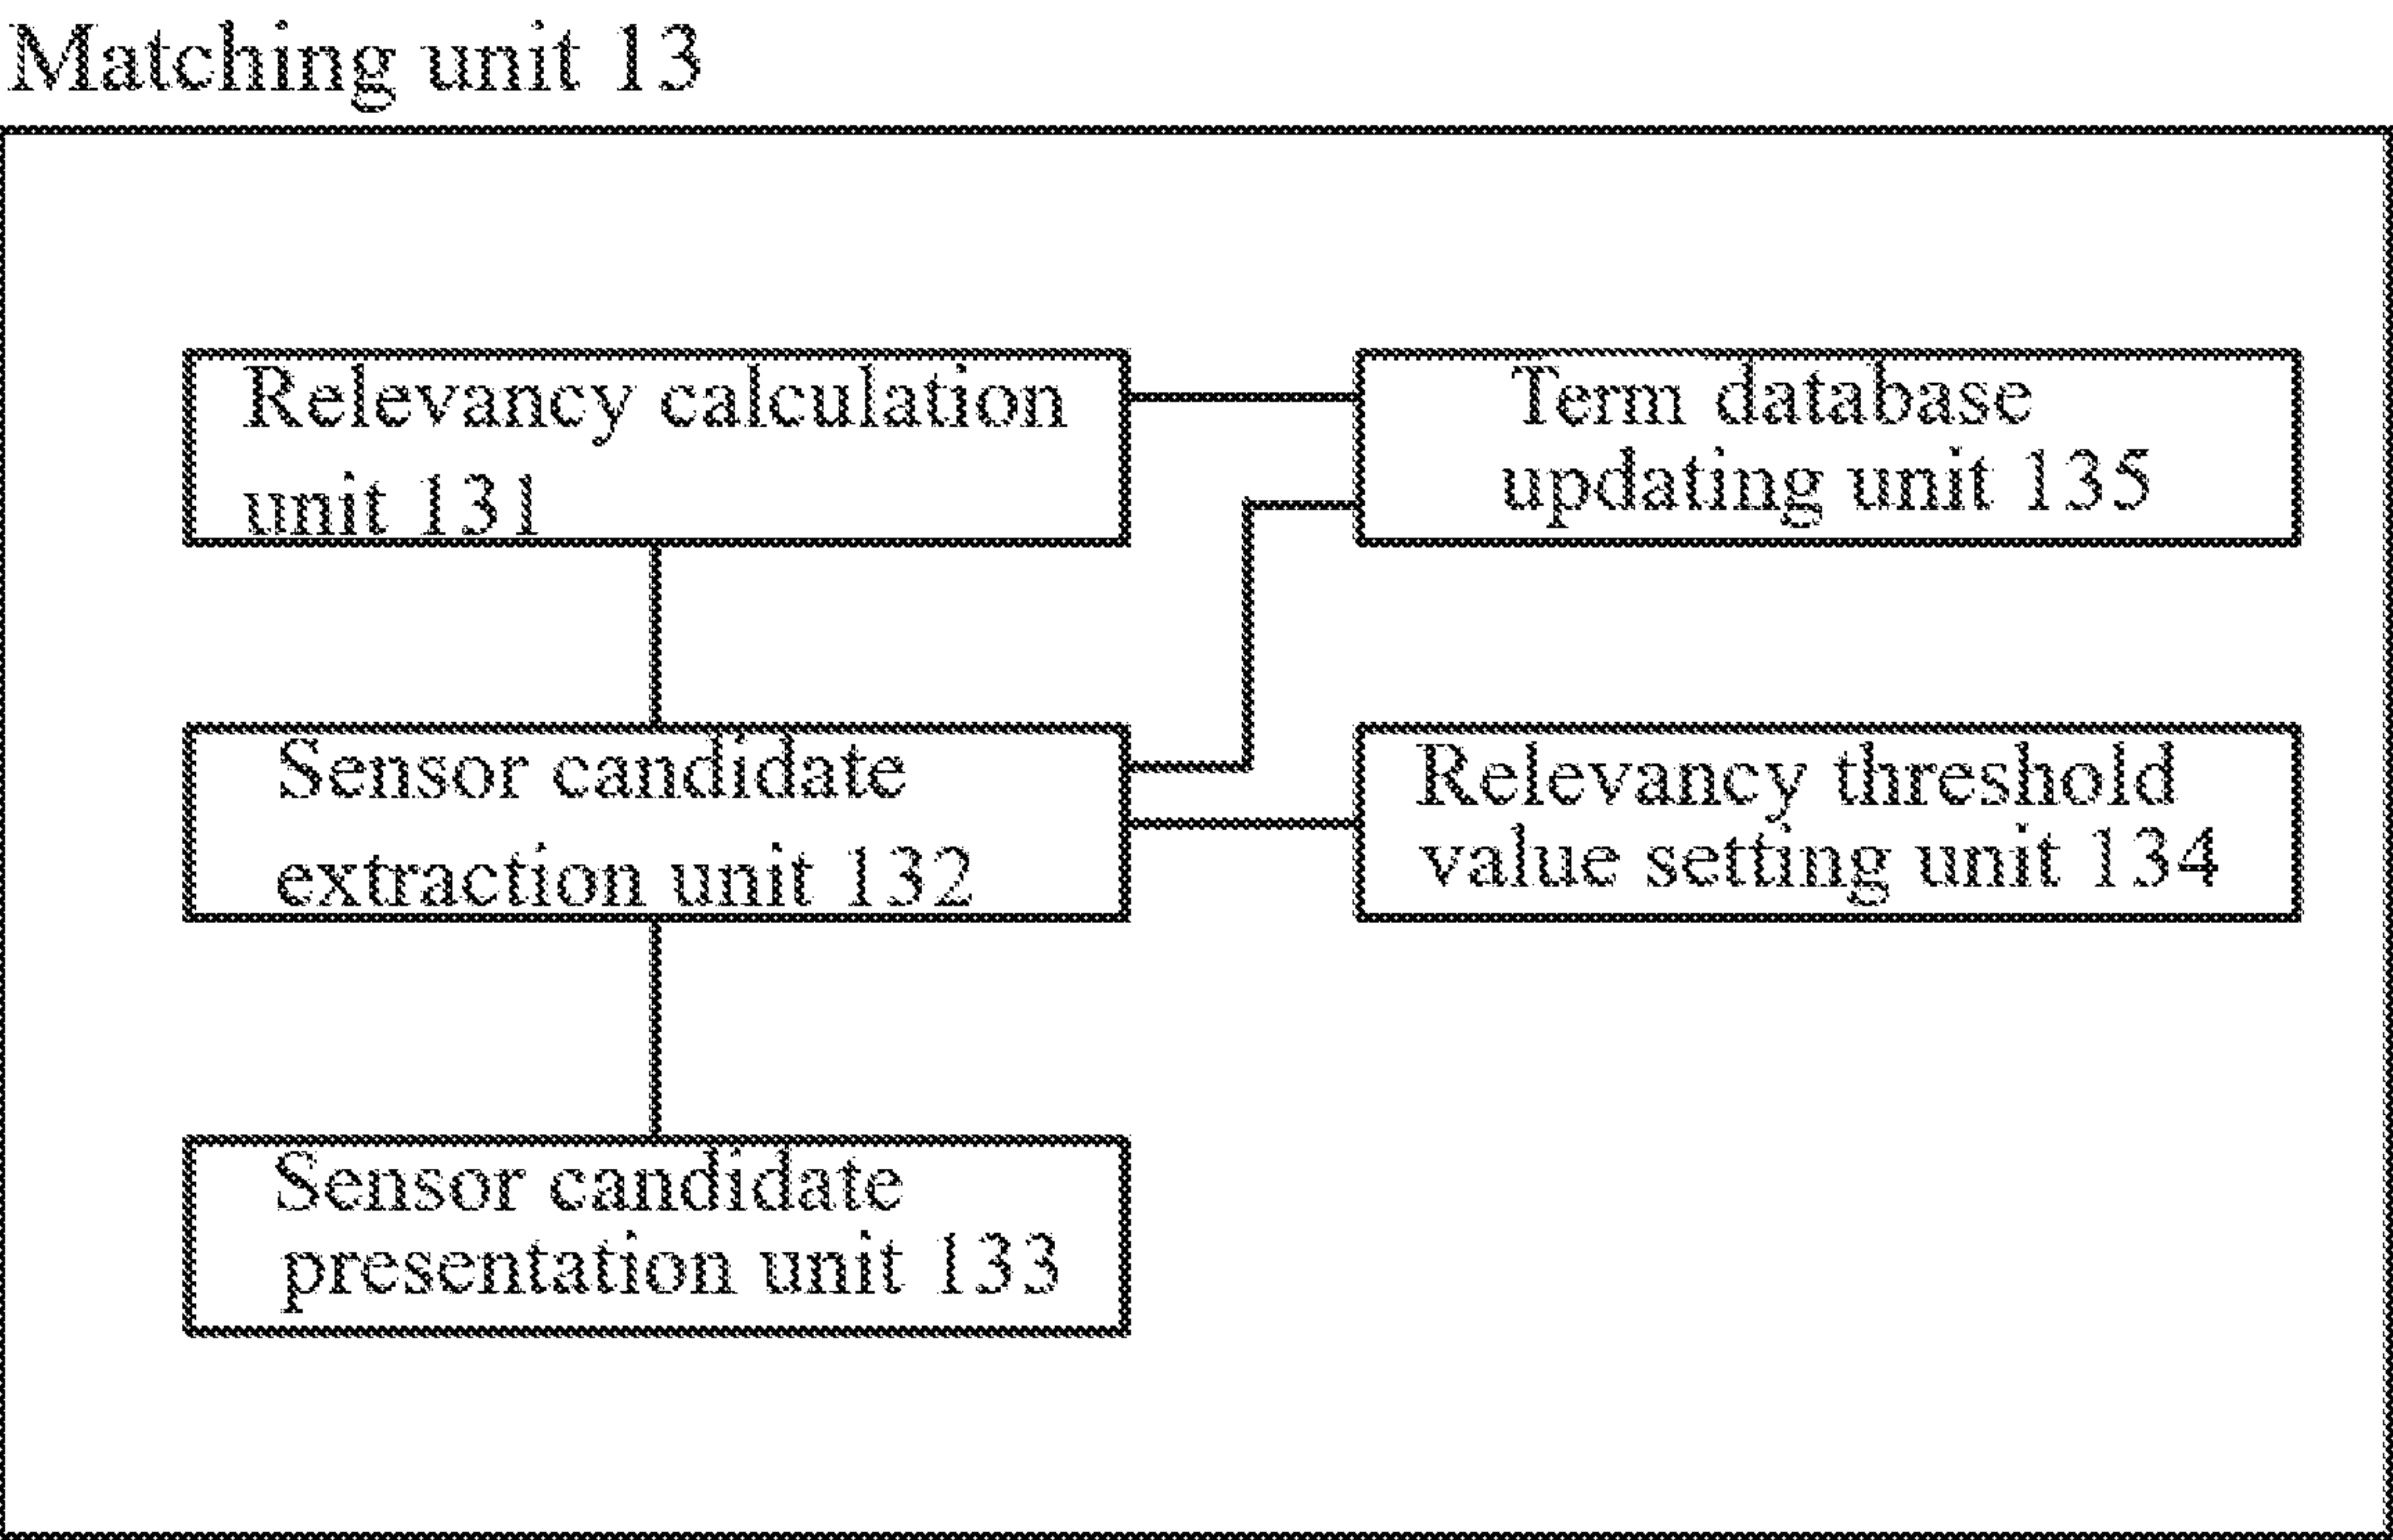 Matching unit 13
Relevancy calculation
unit 131
Term database
updating unit 135
Sensor candidate
extraction unit 132
Relevancy threshold
value setting unit 134
Sensor candidate
presentation unit 133